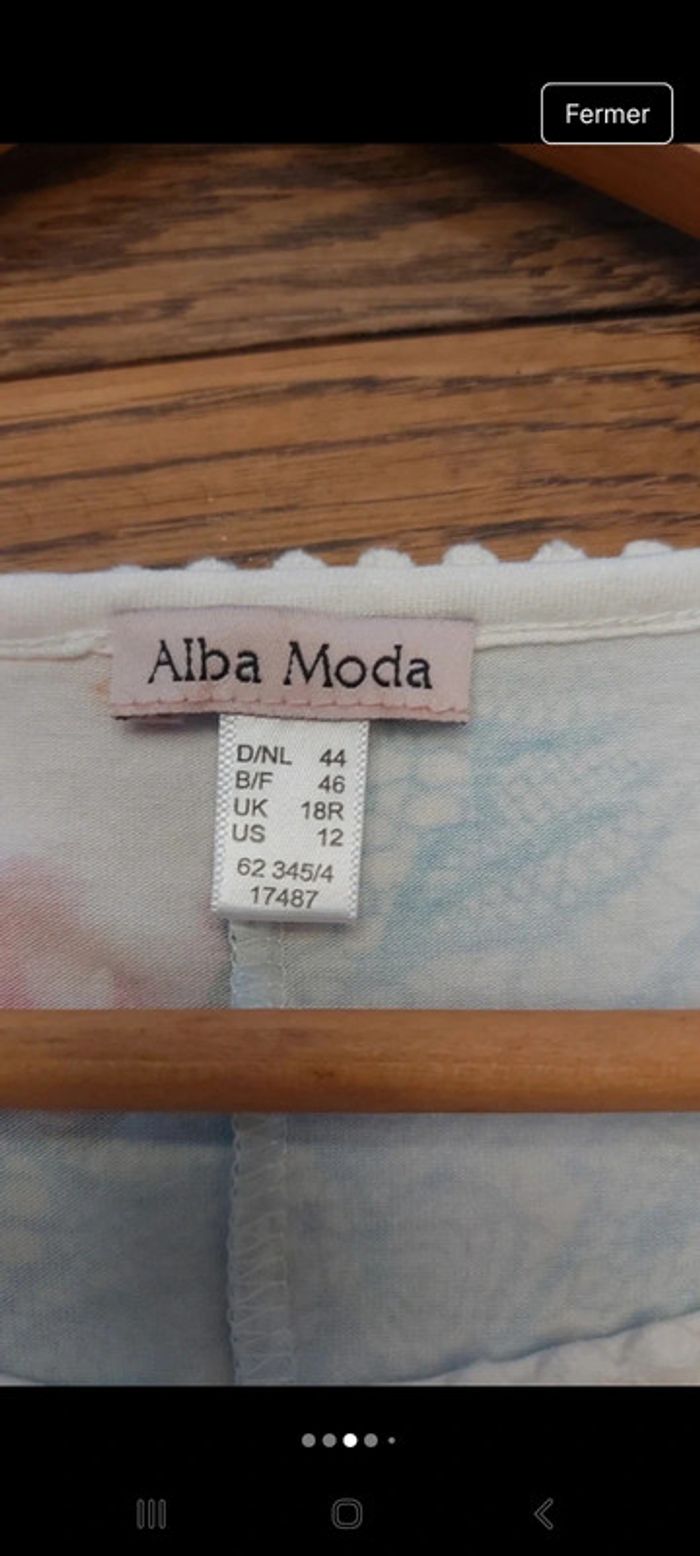 Fermer
Alba Moda
D/NL 44
B/F 46
UK 18R
US 12
62 345/4
17487